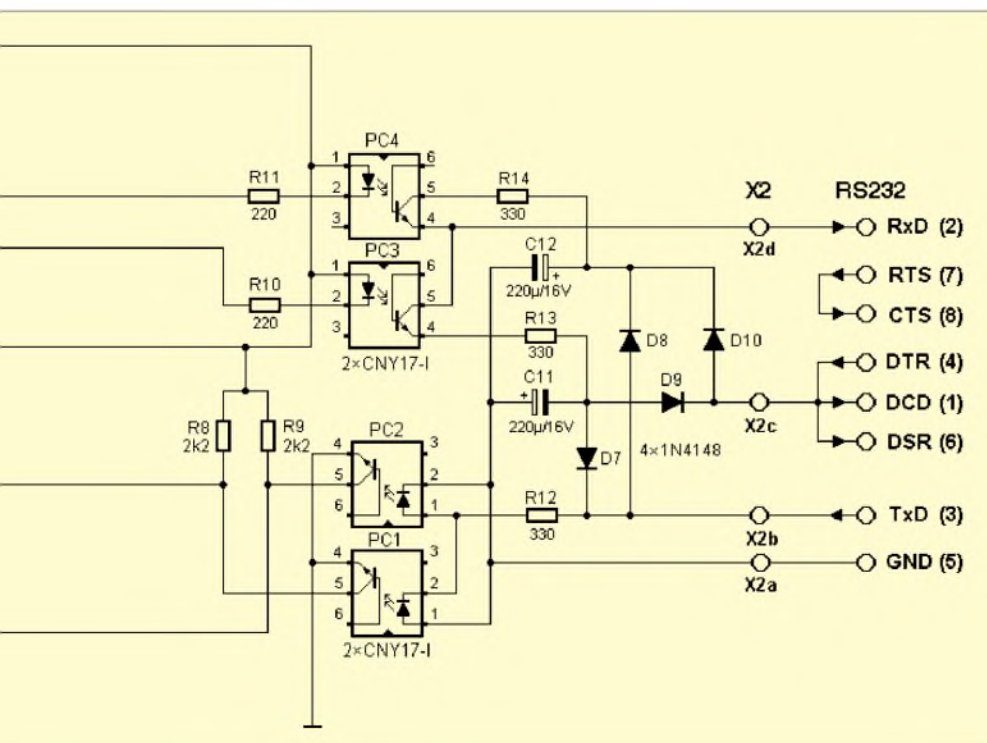 PC4
1
6
R11
R14
X2
RS232
2
5
220
330
3
4
RxD (2)
X2d
PC3
C12
+
1
6
RTS (7)
R10
220µ/16V
2
5
220
R13
CTS (8)
3
4
330
D8
D10
2×CNY17-I
DTR (4)
C11
D9
+
DCD (1)
220µ/16V
X2c
R8
2k2
R9
2k2
PC2
DSR (6)
4
3
D7
4×1N4148
5
2
R12
6
1
TxD (3)
330
X2b
PC1
4
3
GND (5)
X2a
5
2
6
1
2×CNY17-I